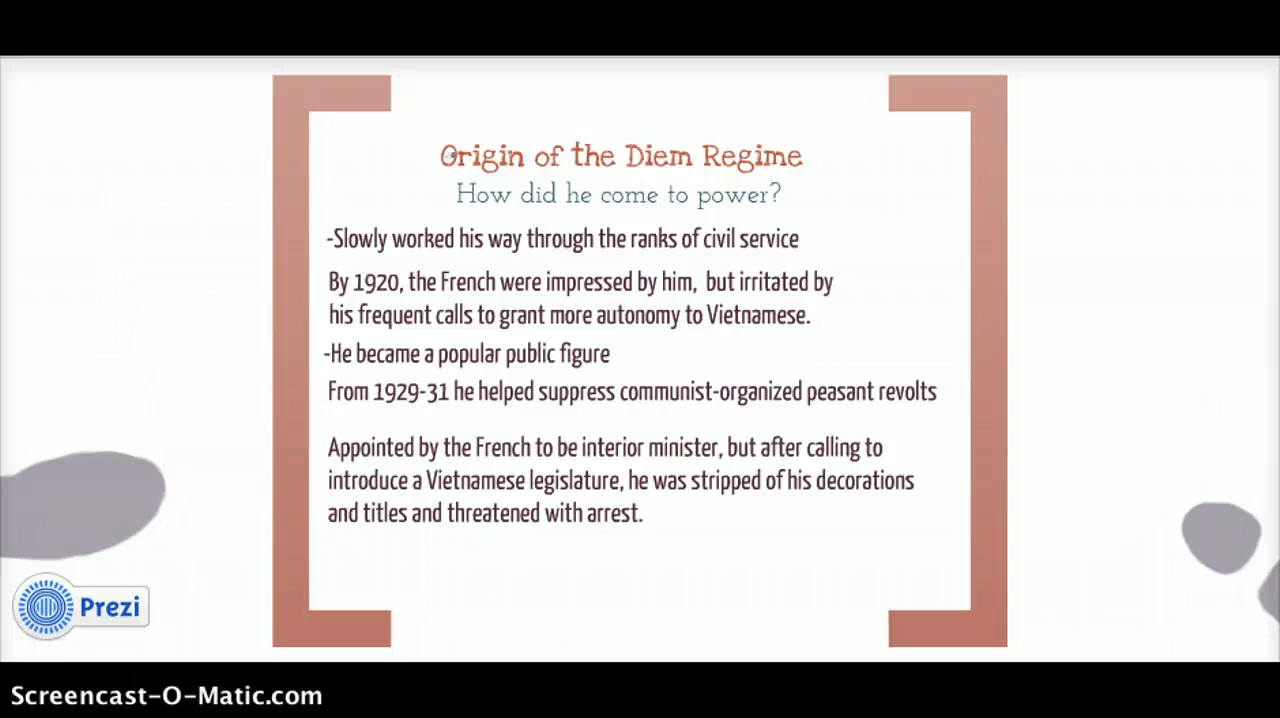 Origin of the Diem Regime
How did he come to power?
-Slowly worked his way through the ranks of civil service
By 1920, the French were impressed by him, but irritated by
his frequent calls to grant more autonomy to Vietnamese.
-He became a popular public figure
From 1929-31 he helped suppress communist-organized peasant revolts
Appointed by the French to be interior minister, but after calling to
introduce a Vietnamese legislature, he was stripped of his decorations
and titles and threatened with arrest.
Prezi
Screencast-O-Matic.com